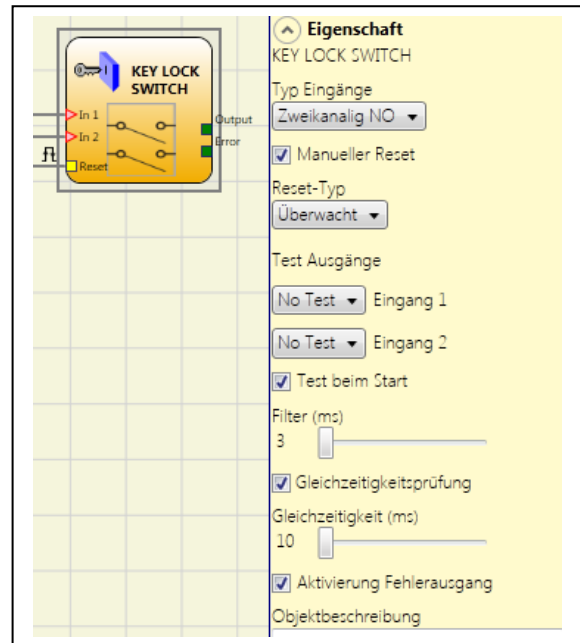 KEY LOCK
SWITCH
In 1
In 2
Reset
Output
Error
Eigenschaft
KEY LOCK SWITCH
Typ Eingänge
Zweikanalig NO
Manueller Reset
Reset-Typ
Überwacht
Test Ausgänge
No Test Eingang 1
No Test Eingang 2
Test beim Start
Filter (ms)
3
Gleichzeitigkeitsprüfung
Gleichzeitigkeit (ms)
10
Aktivierung Fehlerausgang
Objektbeschreibung